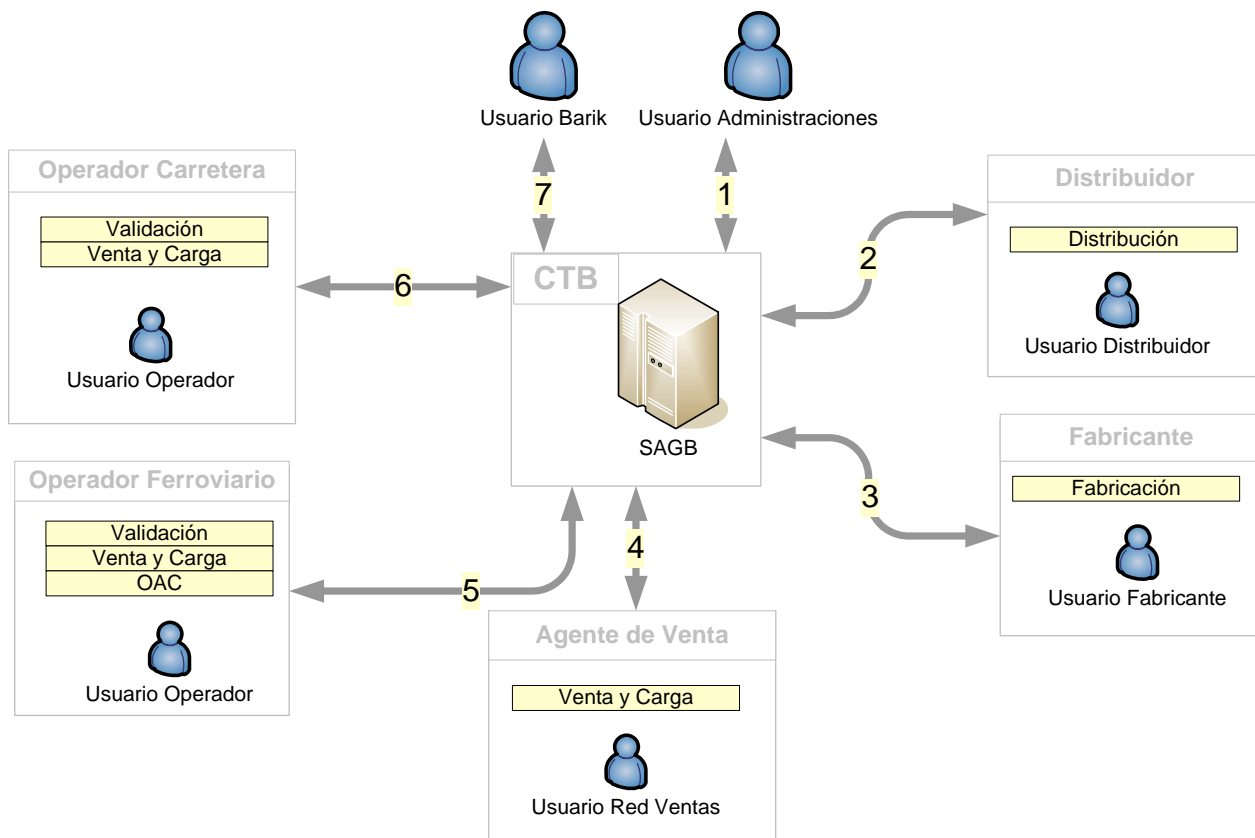 Usuario Barik
Usuario Administraciones
7
1
Operador Carretera
Validación
Venta y Carga
Usuario Operador
6
CTB
SAGB
2
Distribuidor
Distribución
Usuario Distribuidor
3
Fabricante
Fabricación
Usuario Fabricante
Operador Ferroviario
Validación
Venta y Carga
OAC
Usuario Operador
5
4
Agente de Venta
Venta y Carga
Usuario Red Ventas